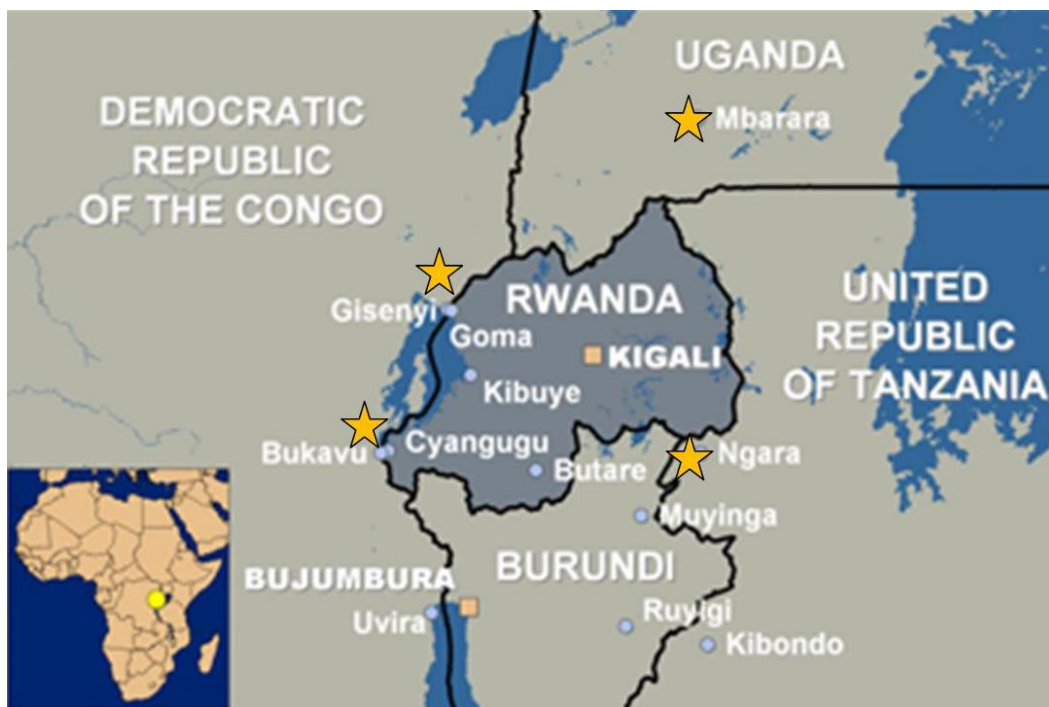 UGANDA
DEMOCRATIC
REPUBLIC
OF THE CONGO
Mbarara
RWANDA
UNITED
REPUBLIC
OF TANZANIA
Gisenyi
Goma
KIGALI
Kibuye
Cyangugu
Bukavu
Butare
Ngara
Muyinga
BURUNDI
BUJUMBURA
Uvira
Ruyigi
Kibondo